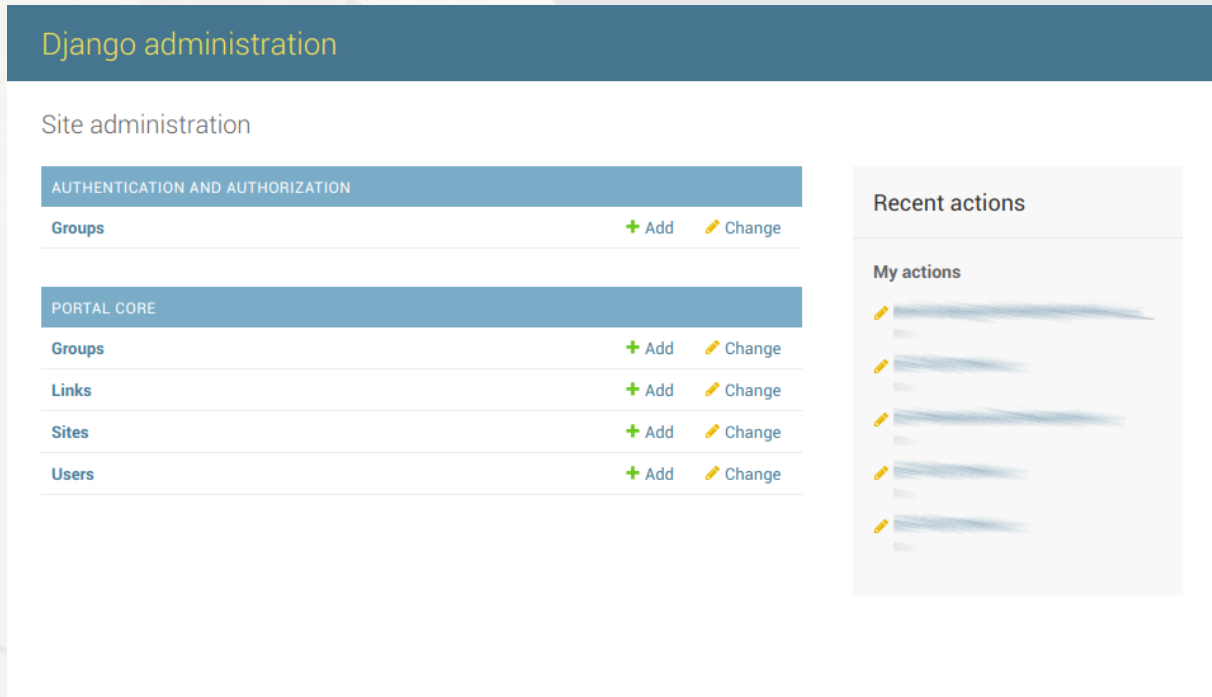 Django administration
Site administration
AUTHENTICATION AND AUTHORIZATION
Groups Add Change
PORTAL CORE
Groups Add Change
Links Add Change
Sites Add Change
Users Add Change
Recent actions
My actions